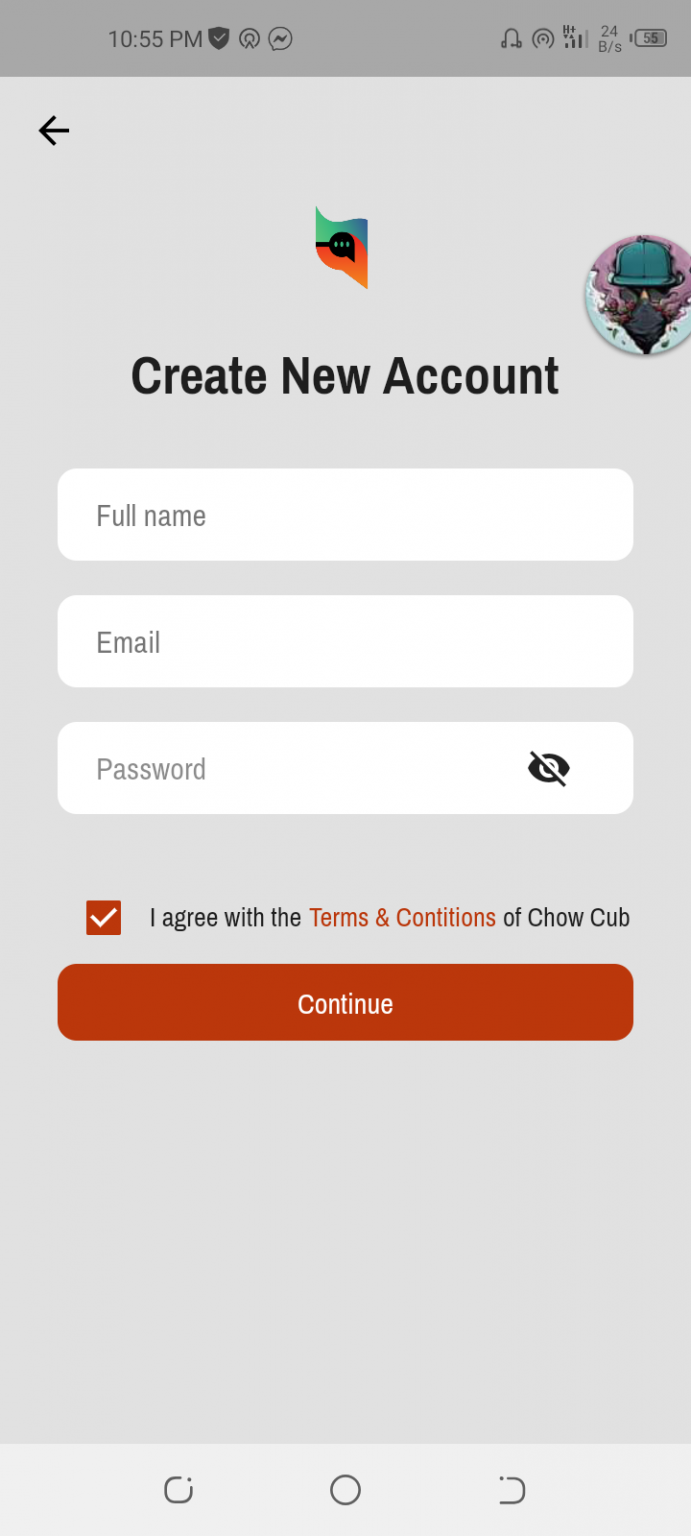 10:55 PM
H+
24
B/s
55
Create New Account
Full name
Email
Password
I agree with the Terms & Contitions of Chow Cub
Continue